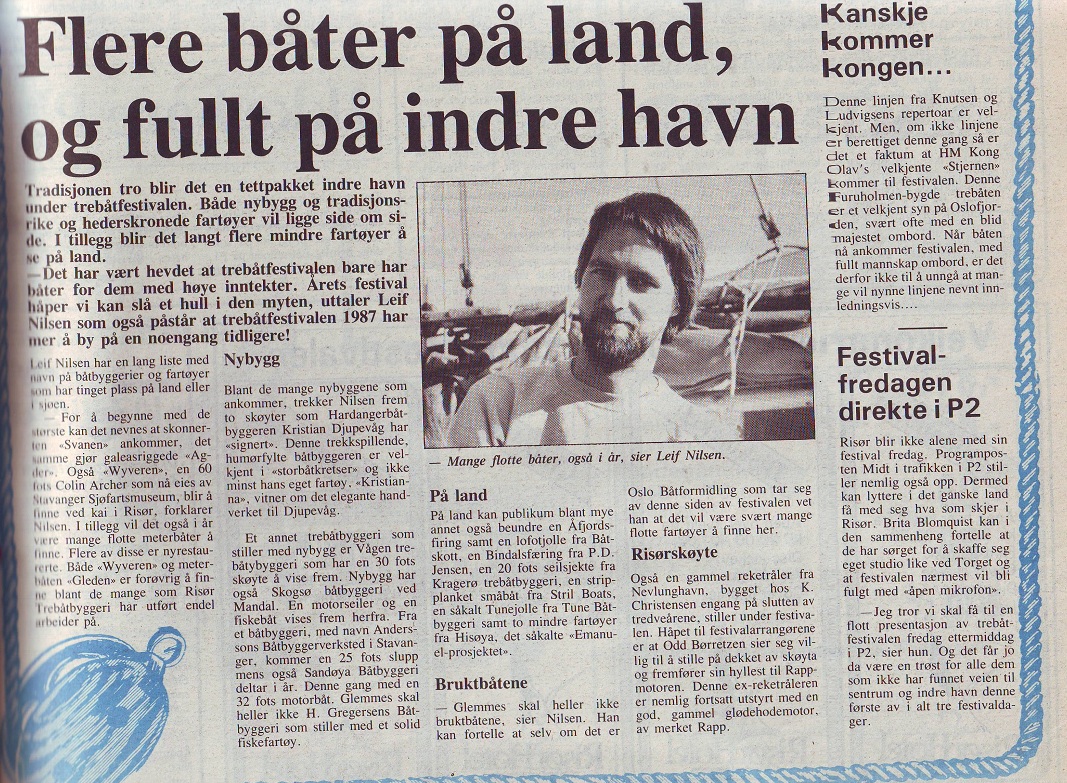 Flere båter på land,
og fullt på indre havn
Tradisjonen tro blir det en tettpakket indre havn
under trebåtfestivalen. Både nybygg og tradisjons-
rike og hederskronede fartøyer vil ligge side om si-
de. I tillegg blir det langt flere mindre fartøyer å
se på land.
— Det har vært hevdet at trebåtfestivalen bare har
båter for dem med høye inntekter. Årets festival
håper vi kan slå et hull i den myten, uttaler Leif
Nilsen som også påstår at trebåtfestivalen 1987 har
mer å by på en noengang tidligere!
Leif Nilsen har en lang liste med
navn på båtbyggerier og fartøyer
som har tinget plass på land eller
i sjøen.
— For å begynne med de
største kan det nevnes at skonner-
ten «Svanen» ankommer, det
samme gjør galeasriggede «Ag-
der». Også «Wyveren», en 60
fots Colin Archer som nå eies av
Stavanger Sjøfartsmuseum, blir å
finne ved kai i Risør, forklarer
Nilsen. I tillegg vil det også i år
være mange flotte meterbåter å
finne. Flere av disse er nyrestau-
rerte. Både «Wyveren» og meter-
båten «Gleden» er forøvrig å fin-
ne blant de mange som Risør
Trebåtbyggeri har utført endel
arbeider på.
Nybygg
Blant de mange nybyggene som
ankommer, trekker Nilsen frem
to skøyter som Hardangerbåt-
byggeren Kristian Djupevåg har
«signert». Denne trekkspillende,
humørfylte båtbyggeren er vel-
kjent i «storbåtkretser» og ikke
minst hans eget fartøy, «Kristian-
na», vitner om det elegante hand-
verket til Djupevåg.
Et annet trebåtbyggeri som
stiller med nybygg er Vågen tre-
båtybyggeri som har en 30 fots
skøyte å vise frem. Nybygg har
også Skogsø båtbyggeri ved
Mandal. En motorseiler og en
fiskebåt vises frem herfra. Fra
et båtbyggeri, med navn Anders-
sons Båtbyggerverksted i Stavan-
ger, kommer en 25 fots slupp
mens også Sandøya Båtbyggeri
deltar i år. Denne gang med en
32 fots motorbåt. Glemmes skal
heller ikke H. Gregersens Båt-
byggeri som stiller med et solid
fiskefartøy.
— Mange flotte båter, også i år, sier Leif Nilsen.
På land
På land kan publikum blant mye
annet også beundre en Åfjords-
firing samt en lofotjolle fra Båt-
skott, en Bindalsfæring fra P.D.
Jensen, en 20 fots seilsjekte fra
Kragerø trebåtbyggeri, en strip-
planket småbåt fra Stril Boats,
en såkalt Tunejolle fra Tune Båt-
byggeri samt to mindre fartøyer
fra Hisøya, det såkalte «Emanu-
el-prosjektet».
Bruktbåtene
— Glemmes skal heller ikke
bruktbåtene, sier Nilsen. Han
kan fortelle at selv om det er
Oslo Båtformidling som tar seg
av denne siden av festivalen vet
han at det vil være svært mange
flotte fartøyer å finne her.
Risørskøyte
Også en gammel reketråler fra
Nevlunghavn, bygget hos K.
Christensen engang på slutten av
tredveårene, stiller under festiva-
len. Håpet til festivalarrangørene
er at Odd Børretzen sier seg vil-
lig til å stille på dekket av skøyta
og fremfører sin hyllest til Rapp-
motoren. Denne ex-reketråleren
er nemlig fortsatt utstyrt med en
god, gammel glødehodemotor,
av merket Rapp.
Kanskje
kommer
kongen...
Denne linjen fra Knutsen og
Ludvigsens repertoar er vel-
kjent. Men, om ikke linjene
er berettiget denne gang så er
det et faktum at HM Kong
Olav's velkjente «Stjernen»
kommer til festivalen. Denne
Furuholmen-bygde trebåten
er et velkjent syn på Oslofjor-
den, svært ofte med en blid
majestet ombord. Når båten
nå ankommer festivalen, med
fullt mannskap ombord, er det
derfor ikke til å unngå at man-
ge vil nynne linjene nevnt inn-
ledningsvis....
Festival-
fredagen
direkte i P2
Risør blir ikke alene med sin
festival fredag. Programpos-
ten Midt i trafikken i P2 stil-
ler nemlig også opp. Dermed
kan lyttere i det ganske land
få med seg hva som skjer i
Risør. Brita Blomquist kan i
den sammenheng fortelle at
de har sørget for å skaffe seg
eget studio like ved Torget og
at festivalen nærmest vil bli
fulgt med «åpen mikrofon».
— Jeg tror vi skal få til en
flott presentasjon av trebåt-
festivalen fredag ettermiddag
i P2, sier hun. Og det får jo
da være en trøst for alle dem
som ikke har funnet veien til
sentrum og indre havn denne
første av i alt tre festivalda-
ger.